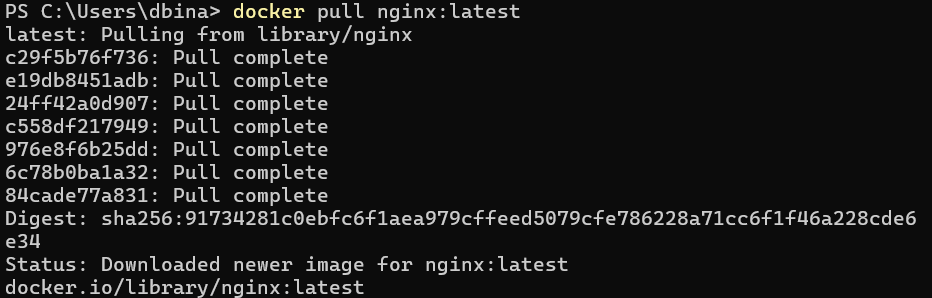 PS C:\Users\dbina> docker pull nginx:latest
latest: Pulling from library/nginx
c29f5b76f736: Pull complete
e19db8451adb: Pull complete
24ff42a0d907: Pull complete
c558df217949: Pull complete
976e8f6b25dd: Pull complete
6c78b0ba1a32: Pull complete
84cade77a831: Pull complete
Digest: sha256:91734281c0ebfc6f1aea979cffeed5079cfe786228a71cc6f1f46a228cde6
e34
Status: Downloaded newer image for nginx:latest
docker.io/library/nginx:latest